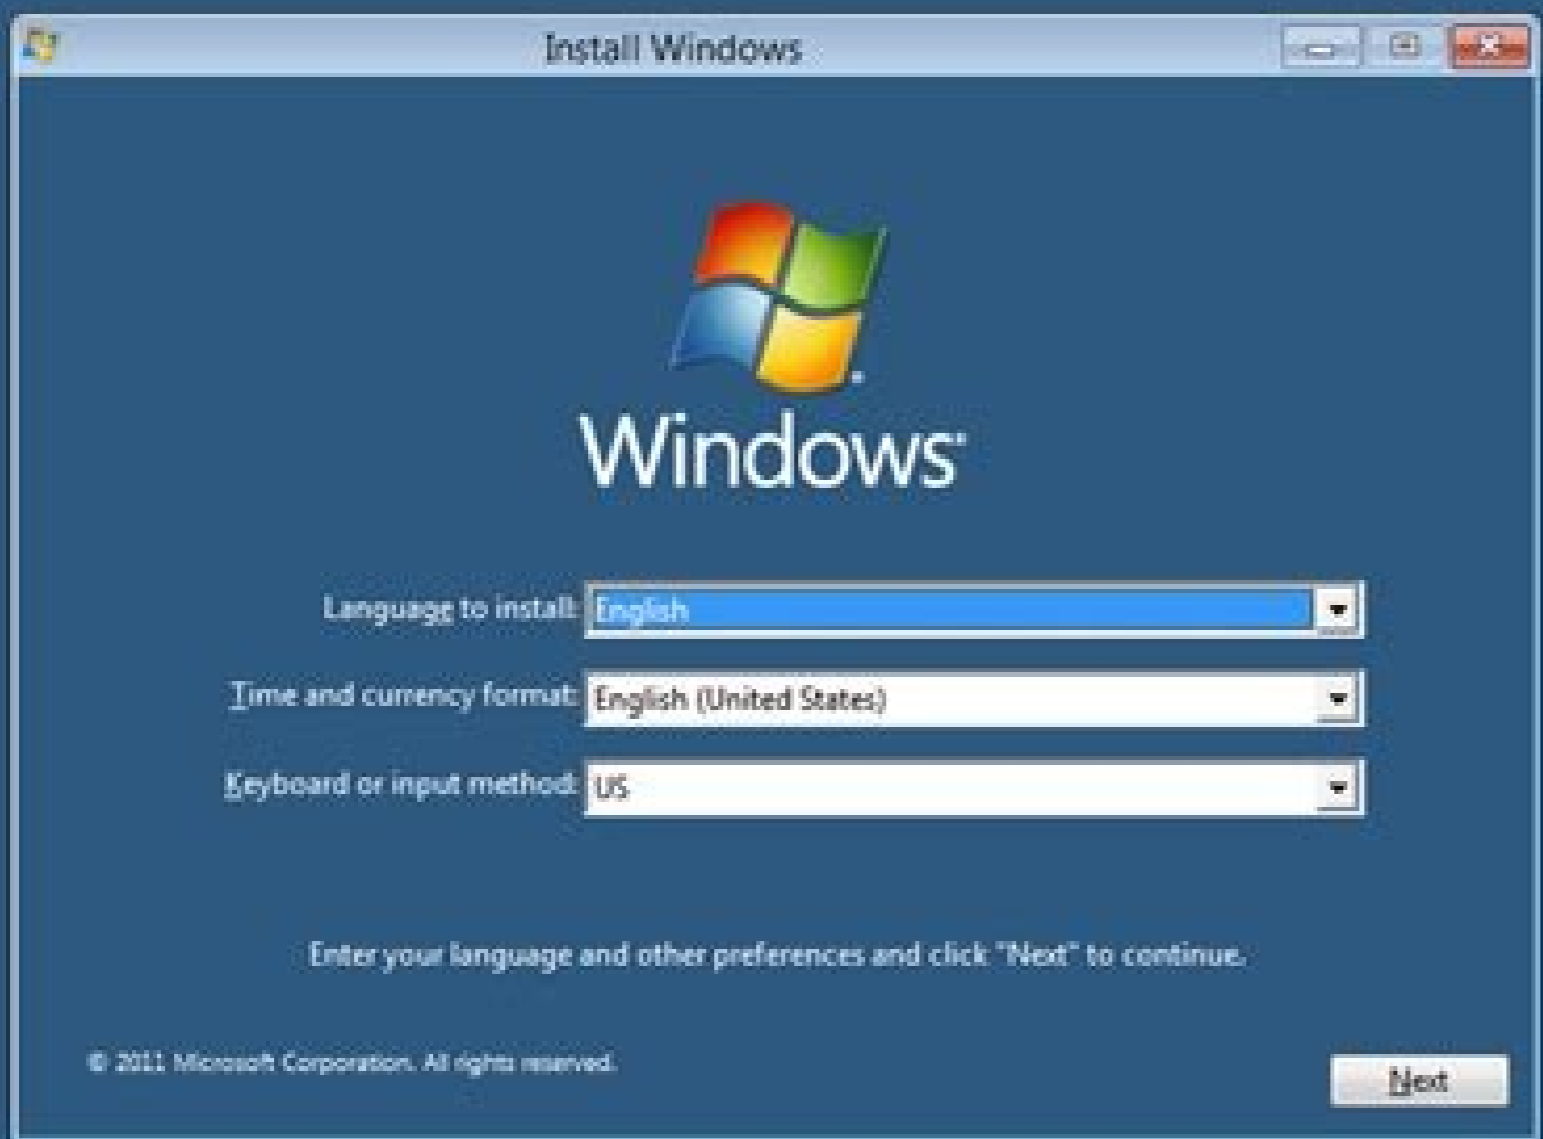 Install Windows
Windows®
Language to install: English
Time and currency format: English (United States)
Keyboard or input method: US
Enter your language and other preferences and click "Next" to continue.
© 2011 Microsoft Corporation. All rights reserved.
Next